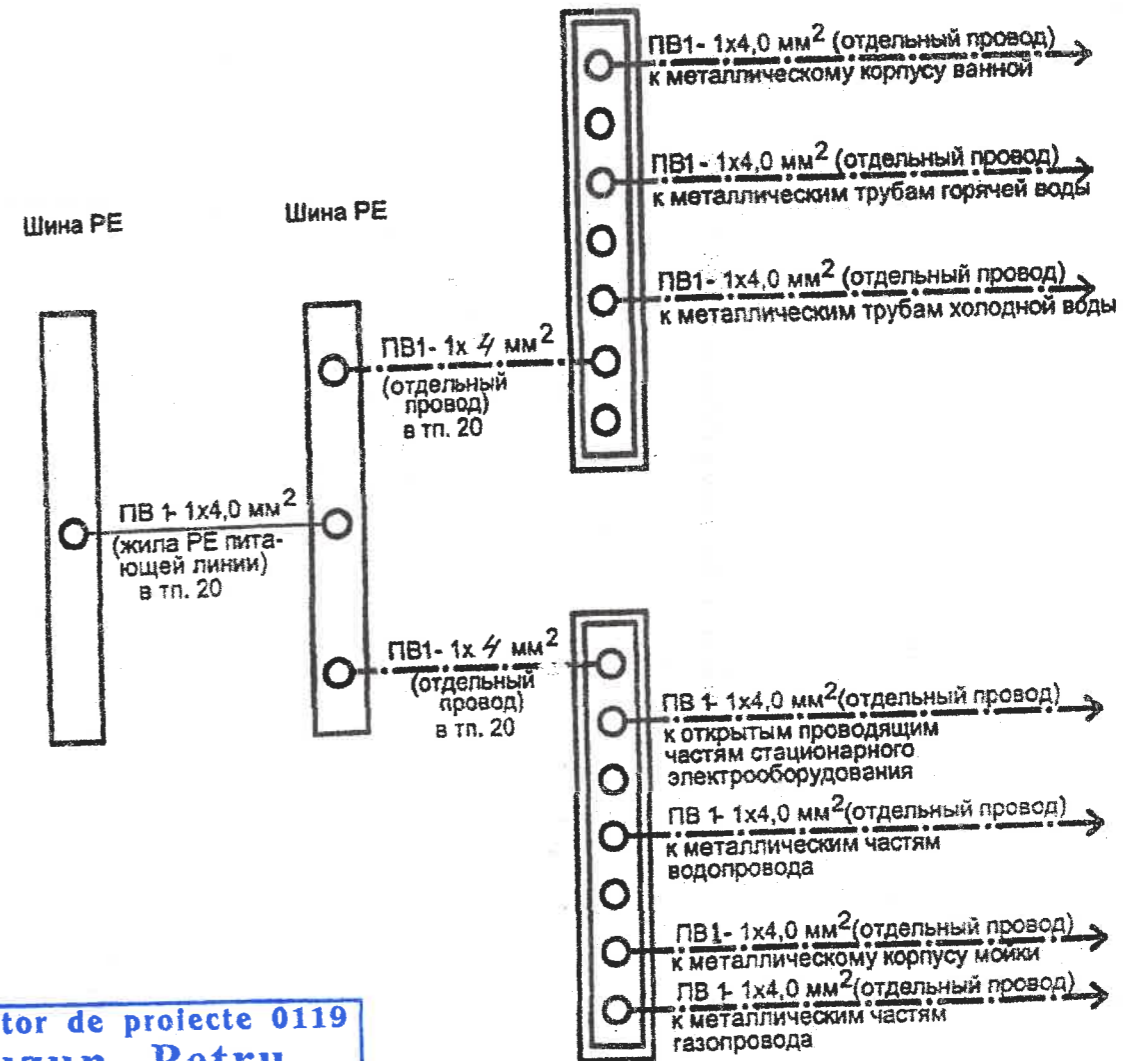 ПВ1- 1х4,0 мм² (отдельный провод)
к металлическому корпусу ванной
ПВ1- 1х4,0 мм² (отдельный провод)
к металлическим трубам горячей воды
Шина РЕ
Шина РЕ
ПВ1- 1х4,0 мм² (отдельный провод)
к металлическим трубам холодной воды
ПВ1- 1х 4 мм²
(отдельный
провод)
в тп. 20
ПВ 1- 1х4,0 мм²
(жила РЕ пита-
ющей линии)
в тп. 20
ПВ1- 1х 4 мм²
(отдельный
провод)
в тп. 20
ПВ 1- 1х4,0 мм²(отдельный провод)
к открытым проводящим
частям стационарного
электрооборудования
ПВ 1- 1х4,0 мм²(отдельный провод)
к металлическим частям
водопровода
ПВ1- 1х4,0 мм²(отдельный провод)
к металлическому корпусу мойки
ПВ 1- 1х4,0 мм²(отдельный провод)
к металлическим частям
газопровода
tor de proiecte 0119
Petru